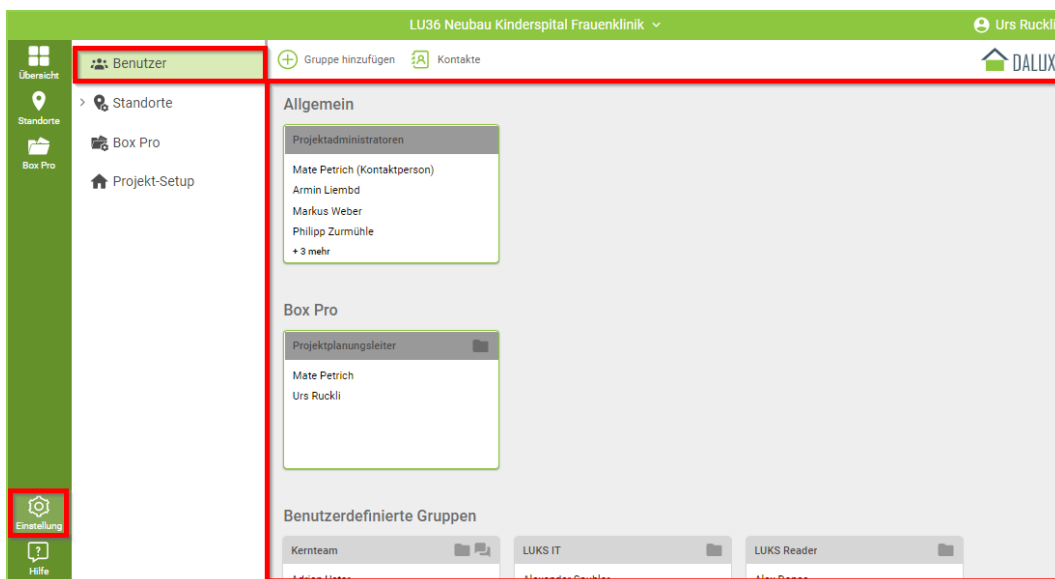 LU36 Neubau Kinderspital Frauenklinik
Urs Ruckli
Übersicht
Standorte
Box Pro
Einstellung
Hilfe
Benutzer
Standorte
Box Pro
Projekt-Setup
Gruppe hinzufügen
Kontakte
DALUX
Allgemein
Projektadministratoren
Mate Petrich (Kontaktperson)
Armin Liembd
Markus Weber
Philipp Zurmühle
+ 3 mehr
Box Pro
Projektplanungsleiter
Mate Petrich
Urs Ruckli
Benutzerdefinierte Gruppen
Kernteam
LUKS IT
LUKS Reader